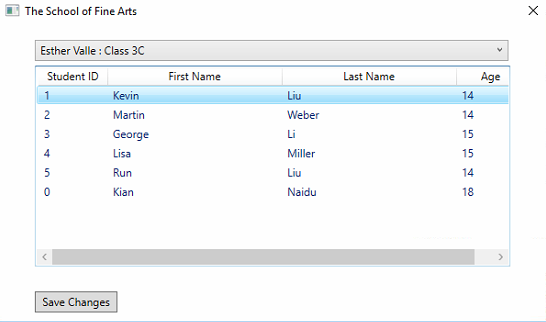 The School of Fine Arts
Esther Valle : Class 3C
Student ID First Name Last Name Age
1 Kevin Liu 14
2 Martin Weber 14
3 George Li 15
4 Lisa Miller 15
5 Run Liu 14
0 Kian Naidu 18
Save Changes